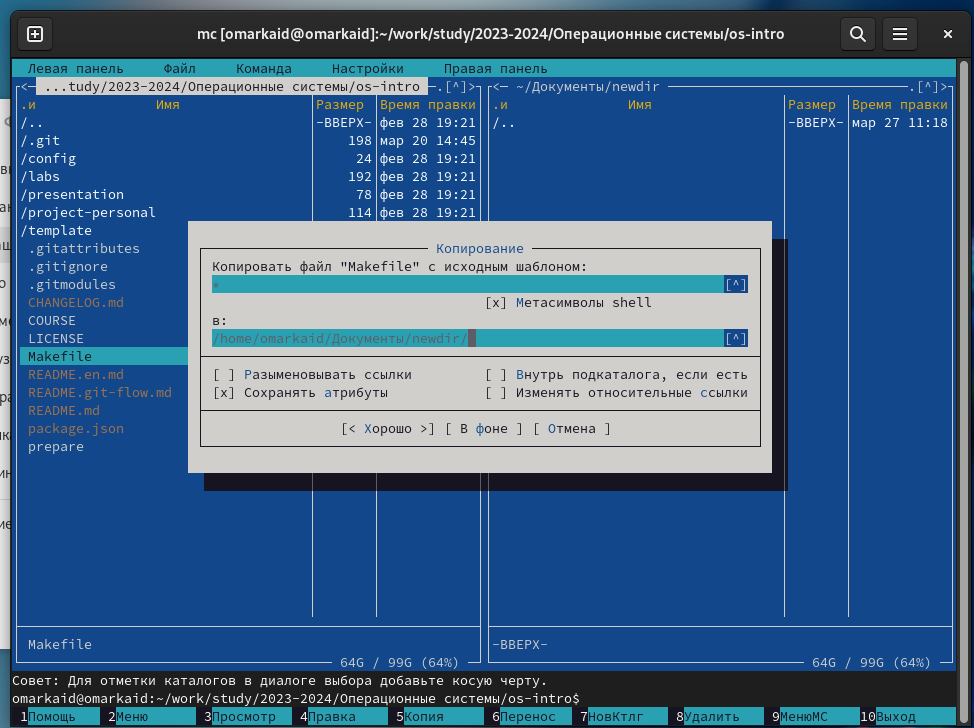 mc [omarkaid@omarkaid]:~/work/study/2023-2024/Операционные системы/os-intro
Левая панель Файл Команда Настройки Правая панель
<— ...tudy/2023-2024/Операционные системы/os-intro —.[^]> <— ~/Документы/newdir .[^]>
.и Имя Размер Время правки .и Имя Размер Время правки
/.. -ВВЕРХ- фев 28 19:21 /.. -ВВЕРХ- мар 27 11:18
/.git 198 мар 20 14:45
/config 24 фев 28 19:21
/labs 192 фев 28 19:21
/presentation 78 фев 28 19:21
/project-personal 114 фев 28 19:21
/template
.gitattributes
.gitignore
.gitmodules
CHANGELOG.md
COURSE
LICENSE
Makefile
README.en.md
README.git-flow.md
README.md
package.json
prepare
Копирование
Копировать файл "Makefile" с исходным шаблоном:
* [^]
[x] Метасимволы shell
в:
/home/omarkaid/Документы/newdir/ [^]
[ ] Разыменовывать ссылки [ ] Внутрь подкаталога, если есть
[x] Сохранять атрибуты [ ] Изменять относительные ссылки
[< Хорошо >] [ В фоне ] [ Отмена ]
Makefile -ВВЕРХ-
64G / 99G (64%) 64G / 99G (64%)
Совет: Для отметки каталогов в диалоге выбора добавьте косую черту.
omarkaid@omarkaid:~/work/study/2023-2024/Операционные системы/os-intro$
1Помощь 2Меню 3Просмотр 4Правка 5Копия 6Перенос 7НовКтлг 8Удалить 9МенюMC 10Выход